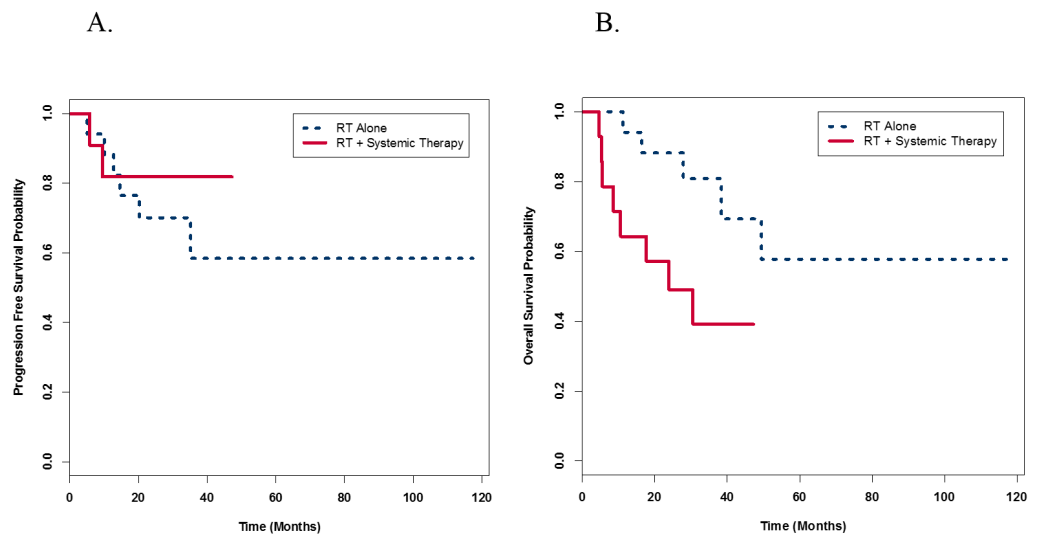 A.
B.
RT Alone
RT + Systemic Therapy
Progression Free Survival Probability
1.0
0.8
0.6
0.4
0.2
0.0
0 20 40 60 80 100 120
Time (Months)
RT Alone
RT + Systemic Therapy
Overall Survival Probability
1.0
0.8
0.6
0.4
0.2
0.0
0 20 40 60 80 100 120
Time (Months)